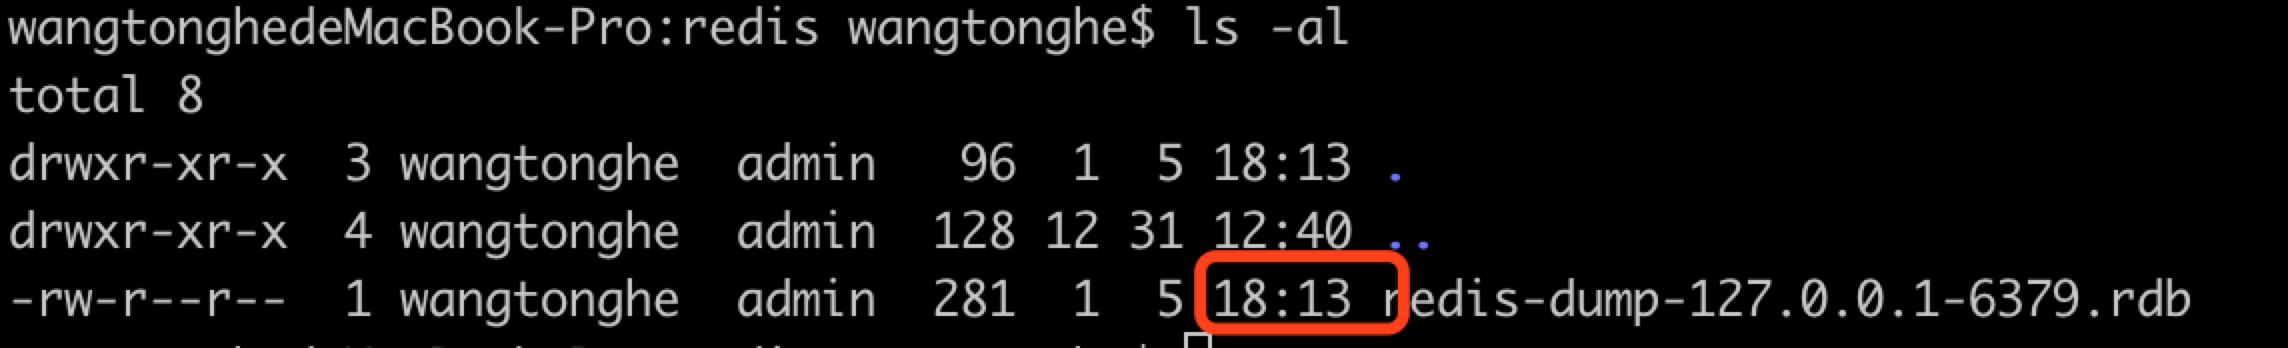 wangtonghedeMacBook-Pro:redis wangtonghe$ ls -al
total 8
drwxr-xr-x  3 wangtonghe  admin   96  1  5 18:13 .
drwxr-xr-x  4 wangtonghe  admin  128 12 31 12:40 ..
-rw-r--r--  1 wangtonghe  admin  281  1  5 18:13 redis-dump-127.0.0.1-6379.rdb